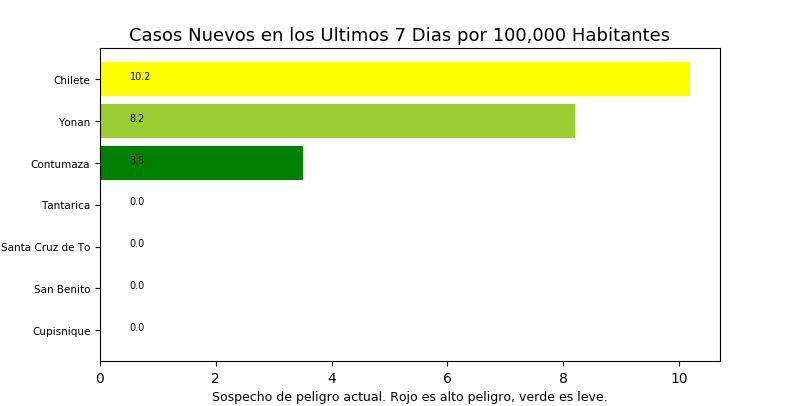 Casos Nuevos en los Ultimos 7 Dias por 100,000 Habitantes
Chilete 10.2
Yonan 8.2
Contumaza 3.5
Tantarica 0.0
Santa Cruz de To 0.0
San Benito 0.0
Cupisnique 0.0
0 2 4 6 8 10
Sospecho de peligro actual. Rojo es alto peligro, verde es leve.